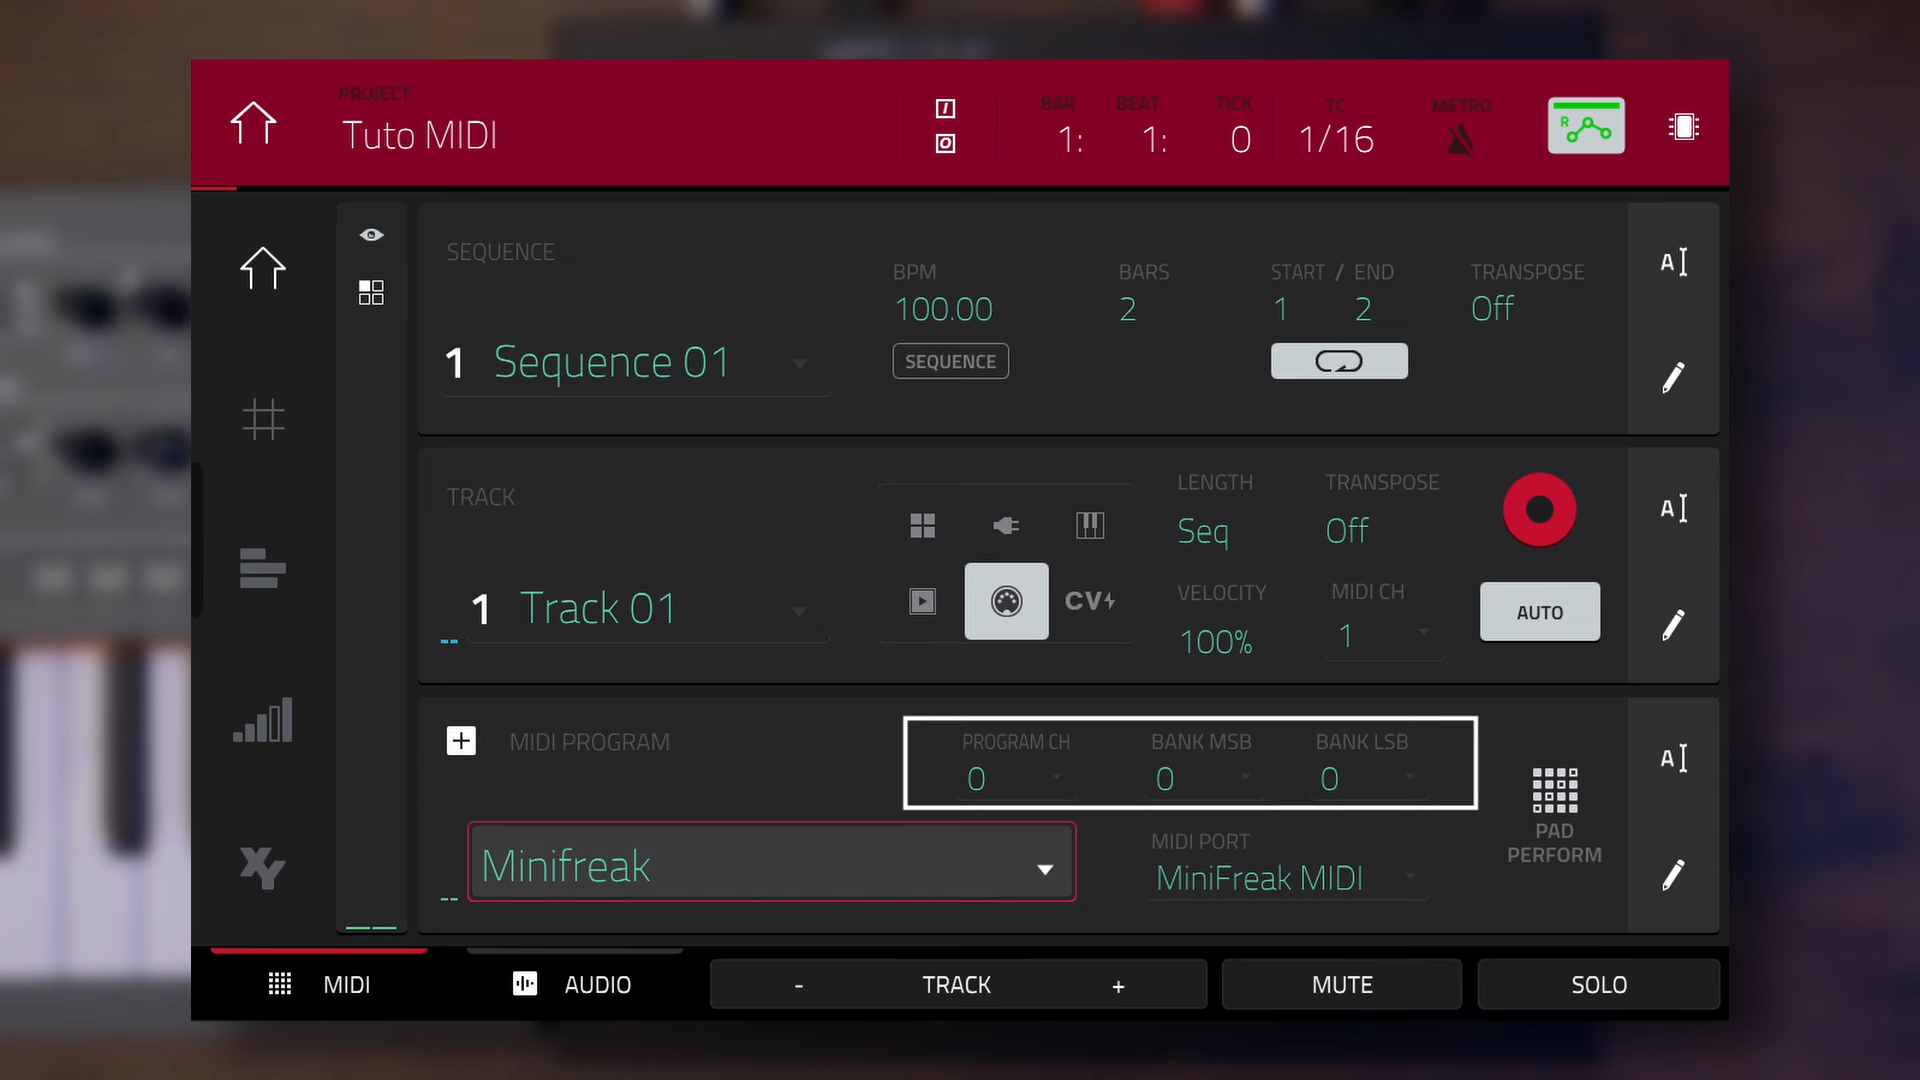 PROJECT
Tuto MIDI
I
O
BAR BEAT TICK TC METRO
1: 1: 0 1/16
R
SEQUENCE
BPM BARS START / END TRANSPOSE
100.00 2 1 2 Off
1 Sequence 01
SEQUENCE
A
TRACK
LENGTH TRANSPOSE
Seq Off
A
1 Track 01
CV
VELOCITY MIDI CH
100% 1
AUTO
MIDI PROGRAM
PROGRAM CH BANK MSB BANK LSB
0 0 0
A
Minifreak
MIDI PORT
MiniFreak MIDI
PAD
PERFORM
XY
MIDI AUDIO - TRACK + MUTE SOLO